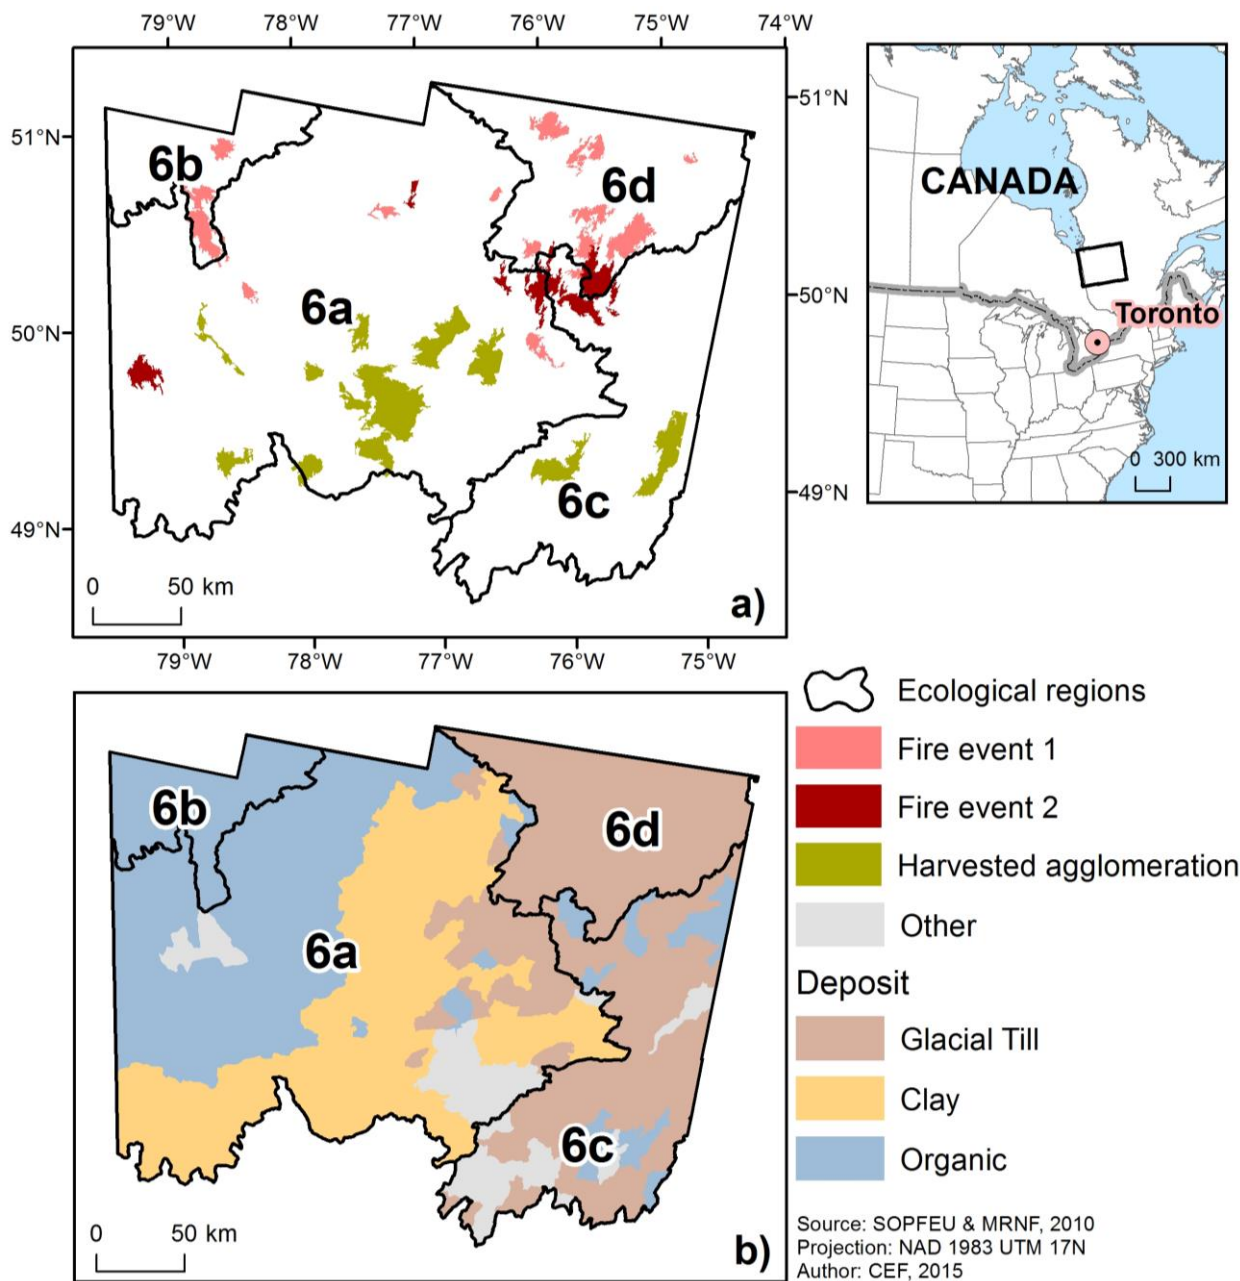 79°W 78°W 77°W 76°W 75°W 74°W
51°N
51°N
6b
6d
CANADA
50°N
50°N
6a
Toronto
49°N
49°N
6c
0 300 km
0 50 km
a)
79°W 78°W 77°W 76°W 75°W
Ecological regions
Fire event 1
Fire event 2
Harvested agglomeration
Other
Deposit
Glacial Till
Clay
Organic
6b
6d
6a
6c
0 50 km
b)
Source: SOPFEU & MRNF, 2010
Projection: NAD 1983 UTM 17N
Author: CEF, 2015